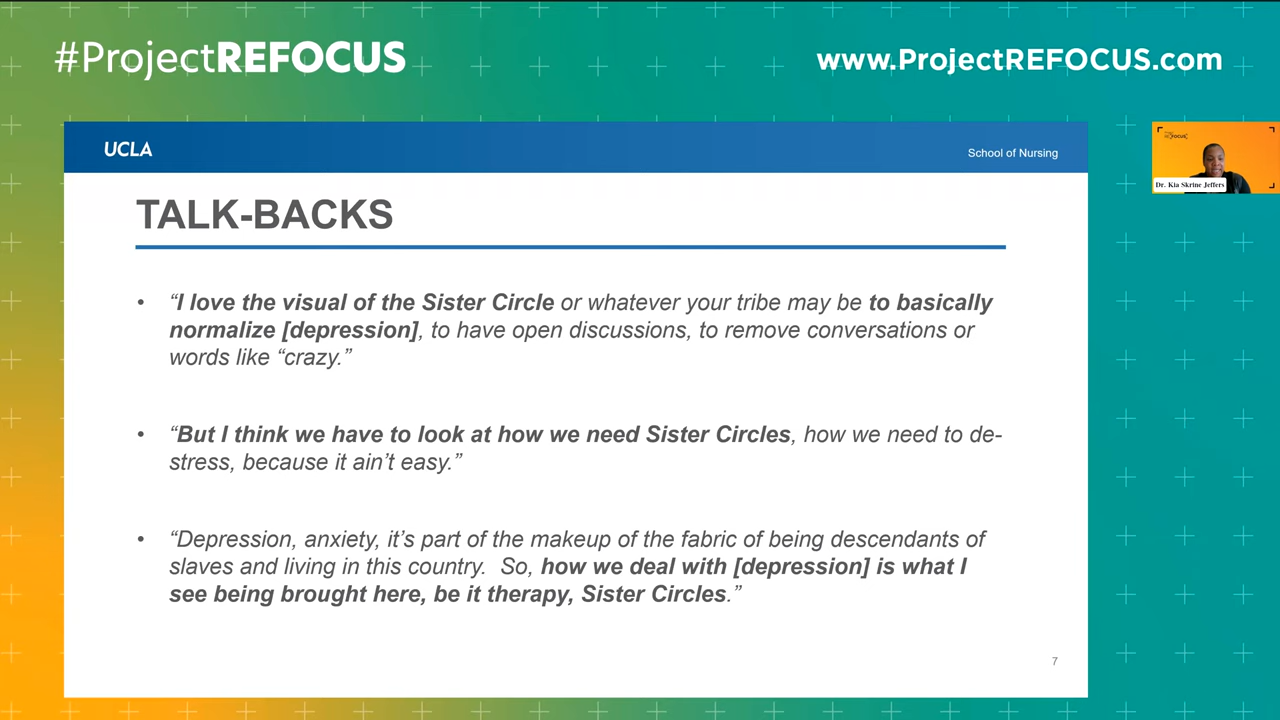 #ProjectREFOCUS
www.ProjectREFOCUS.com
UCLA
School of Nursing
REFOCUS
Dr. Kia Skrine Jeffers
TALK-BACKS
• “I love the visual of the Sister Circle or whatever your tribe may be to basically
normalize [depression], to have open discussions, to remove conversations or
words like “crazy.”
• “But I think we have to look at how we need Sister Circles, how we need to de-
stress, because it ain’t easy.”
• “Depression, anxiety, it’s part of the makeup of the fabric of being descendants of
slaves and living in this country.  So, how we deal with [depression] is what I
see being brought here, be it therapy, Sister Circles.”
7